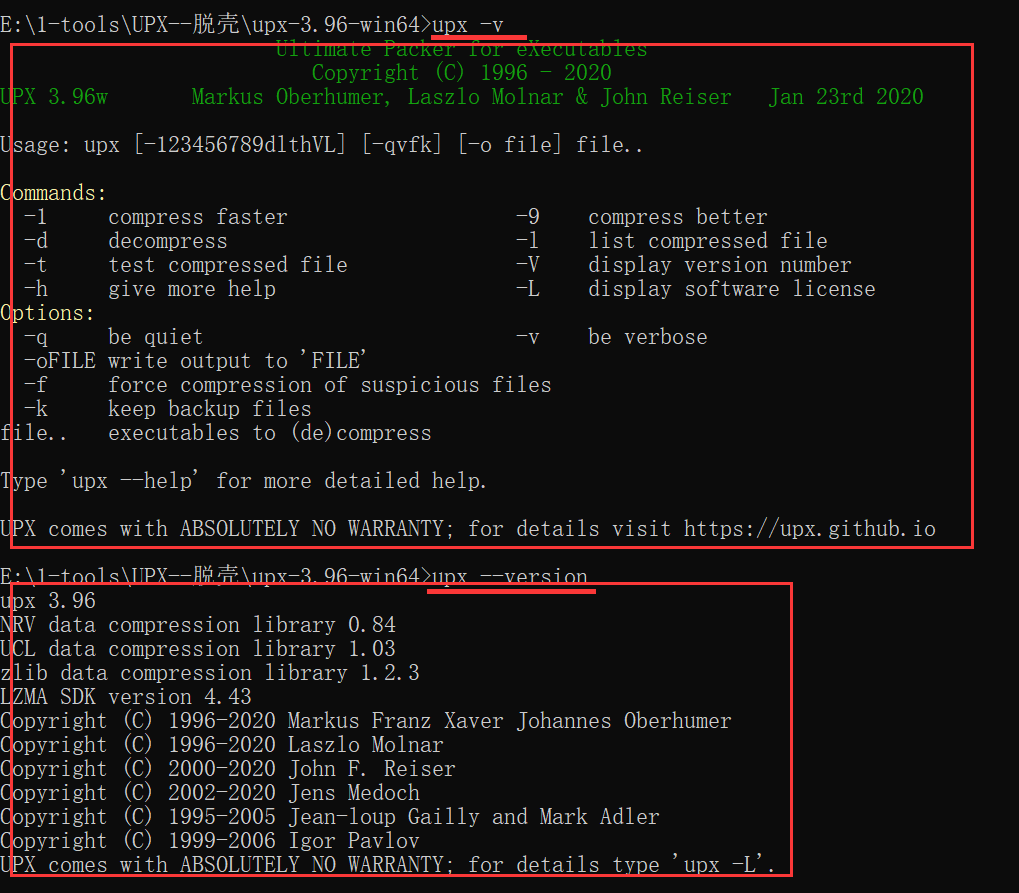 E:\1-tools\UPX--脱壳\upx-3.96-win64>upx -v
Ultimate Packer for eXecutables
Copyright (C) 1996 - 2020
UPX 3.96w Markus Oberhumer, Laszlo Molnar & John Reiser Jan 23rd 2020
Usage: upx [-123456789dlthVL] [-qvfk] [-o file] file..
Commands:
-1 compress faster -9 compress better
-d decompress -l list compressed file
-t test compressed file -V display version number
-h give more help -L display software license
Options:
-q be quiet -v be verbose
-oFILE write output to 'FILE'
-f force compression of suspicious files
-k keep backup files
file.. executables to (de)compress
Type 'upx --help' for more detailed help.
UPX comes with ABSOLUTELY NO WARRANTY; for details visit https://upx.github.io
E:\1-tools\UPX--脱壳\upx-3.96-win64>upx --version
upx 3.96
NRV data compression library 0.84
UCL data compression library 1.03
zlib data compression library 1.2.3
LZMA SDK version 4.43
Copyright (C) 1996-2020 Markus Franz Xaver Johannes Oberhumer
Copyright (C) 1996-2020 Laszlo Molnar
Copyright (C) 2000-2020 John F. Reiser
Copyright (C) 2002-2020 Jens Medoch
Copyright (C) 1995-2005 Jean-loup Gailly and Mark Adler
Copyright (C) 1999-2006 Igor Pavlov
UPX comes with ABSOLUTELY NO WARRANTY; for details type 'upx -L'.